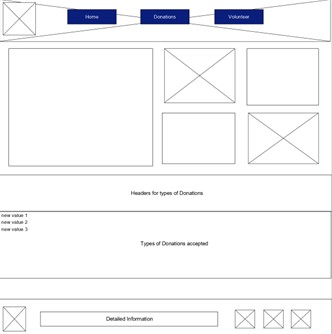 Home
Donations
Volunteer
Headers for types of Donations
new value 1
new value 2
new value 3
Types of Donations accepted
Detailed Information